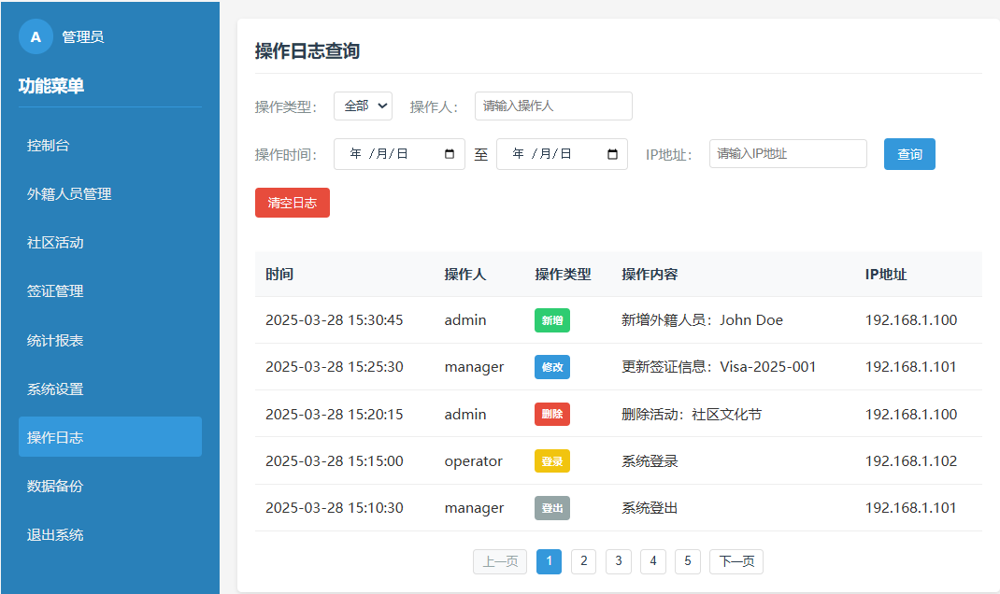 A 管理员
功能菜单
控制台
外籍人员管理
社区活动
签证管理
统计报表
系统设置
操作日志
数据备份
退出系统
操作日志查询
操作类型： 全部 操作人： 请输入操作人
操作时间： 年 /月/日 至 年 /月/日 IP地址： 请输入IP地址 查询
清空日志
时间 操作人 操作类型 操作内容 IP地址
2025-03-28 15:30:45 admin 新增 新增外籍人员：John Doe 192.168.1.100
2025-03-28 15:25:30 manager 修改 更新签证信息：Visa-2025-001 192.168.1.101
2025-03-28 15:20:15 admin 删除 删除活动：社区文化节 192.168.1.100
2025-03-28 15:15:00 operator 登录 系统登录 192.168.1.102
2025-03-28 15:10:30 manager 登出 系统登出 192.168.1.101
上一页 1 2 3 4 5 下一页